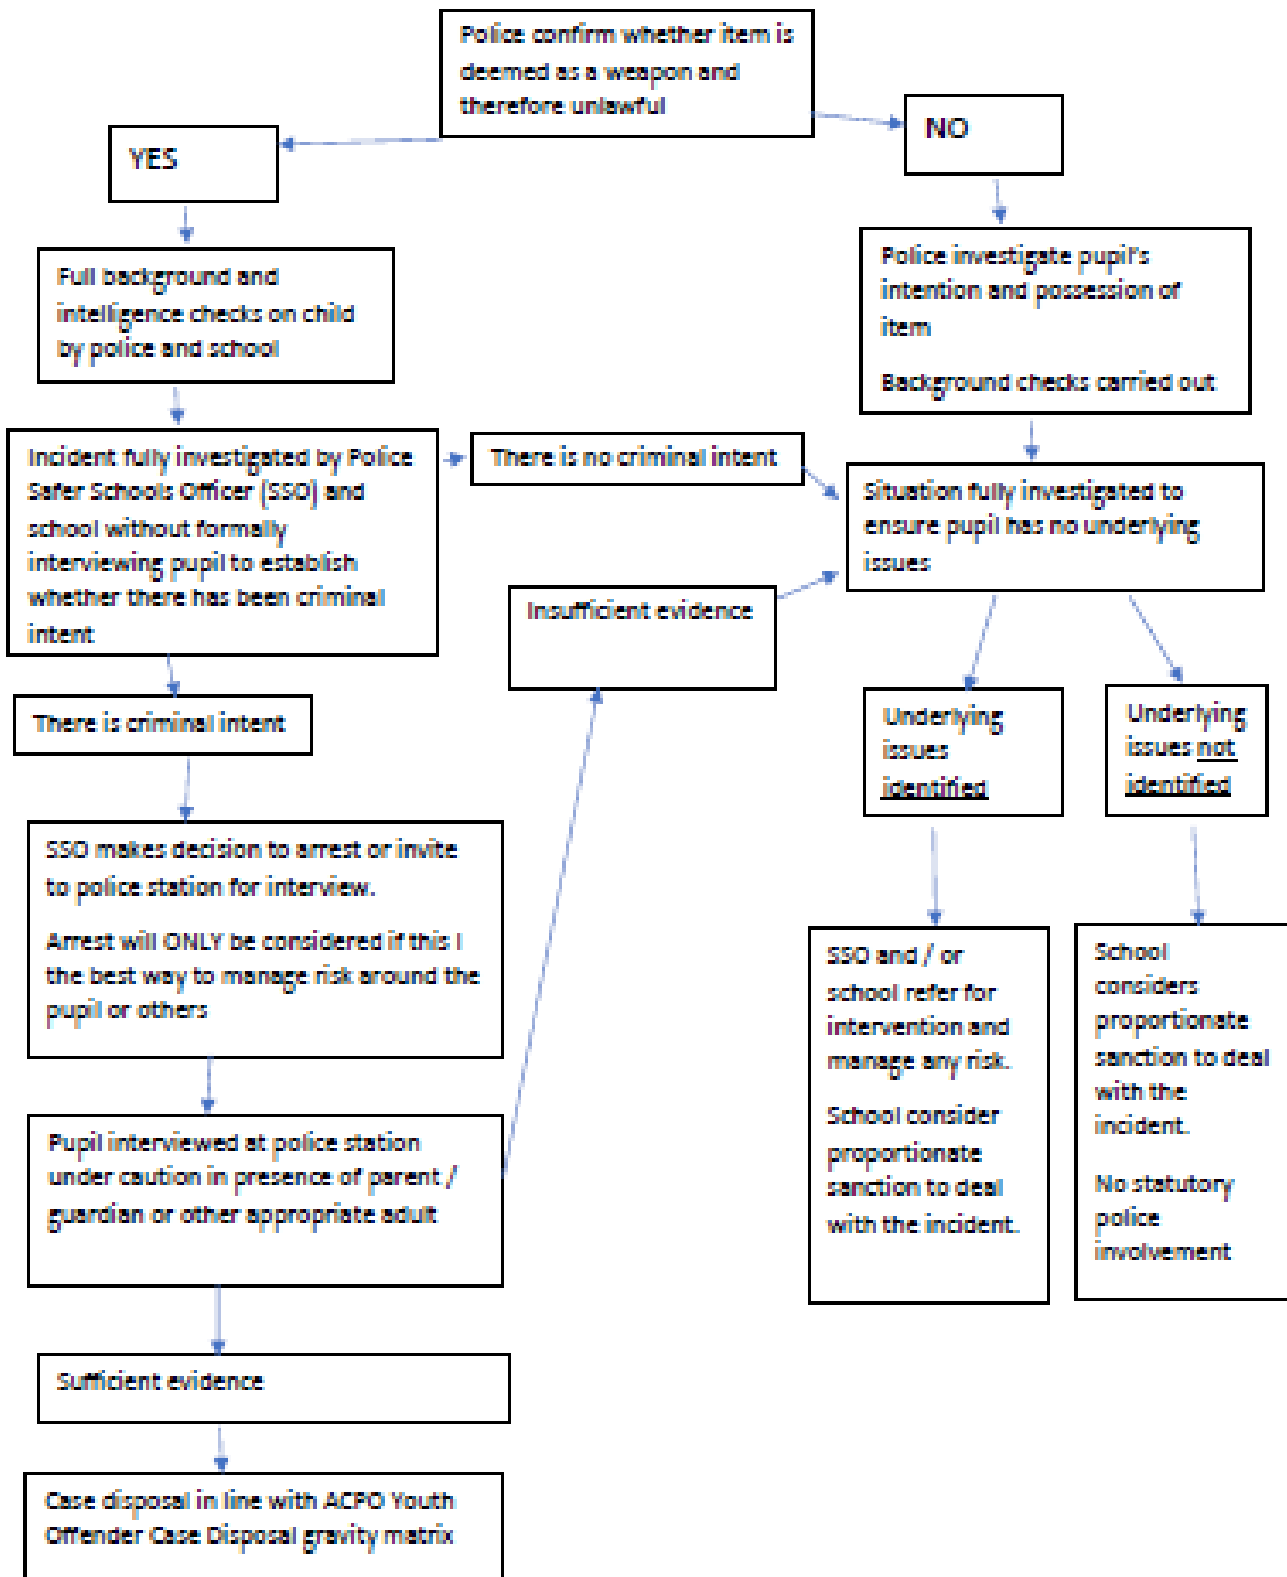 Police confirm whether item is
deemed as a weapon and
therefore unlawful
YES
NO
Full background and
intelligence checks on child
by police and school
Police investigate pupil's
intention and possession of
item
Background checks carried out
Incident fully investigated by Police
Safer Schools Officer (SSO) and
school without formally
interviewing pupil to establish
whether there has been criminal
intent
There is no criminal intent
Situation fully investigated to
ensure pupil has no underlying
issues
Insufficient evidence
There is criminal intent
Underlying
issues
identified
Underlying
issues not
identified
SSO makes decision to arrest or invite
to police station for interview.
Arrest will ONLY be considered if this I
the best way to manage risk around the
pupil or others
SSO and / or
school refer for
intervention and
manage any risk.
School consider
proportionate
sanction to deal
with the incident.
School
considers
proportionate
sanction to deal
with the
incident.
No statutory
police
involvement
Pupil interviewed at police station
under caution in presence of parent /
guardian or other appropriate adult
Sufficient evidence
Case disposal in line with ACPO Youth
Offender Case Disposal gravity matrix